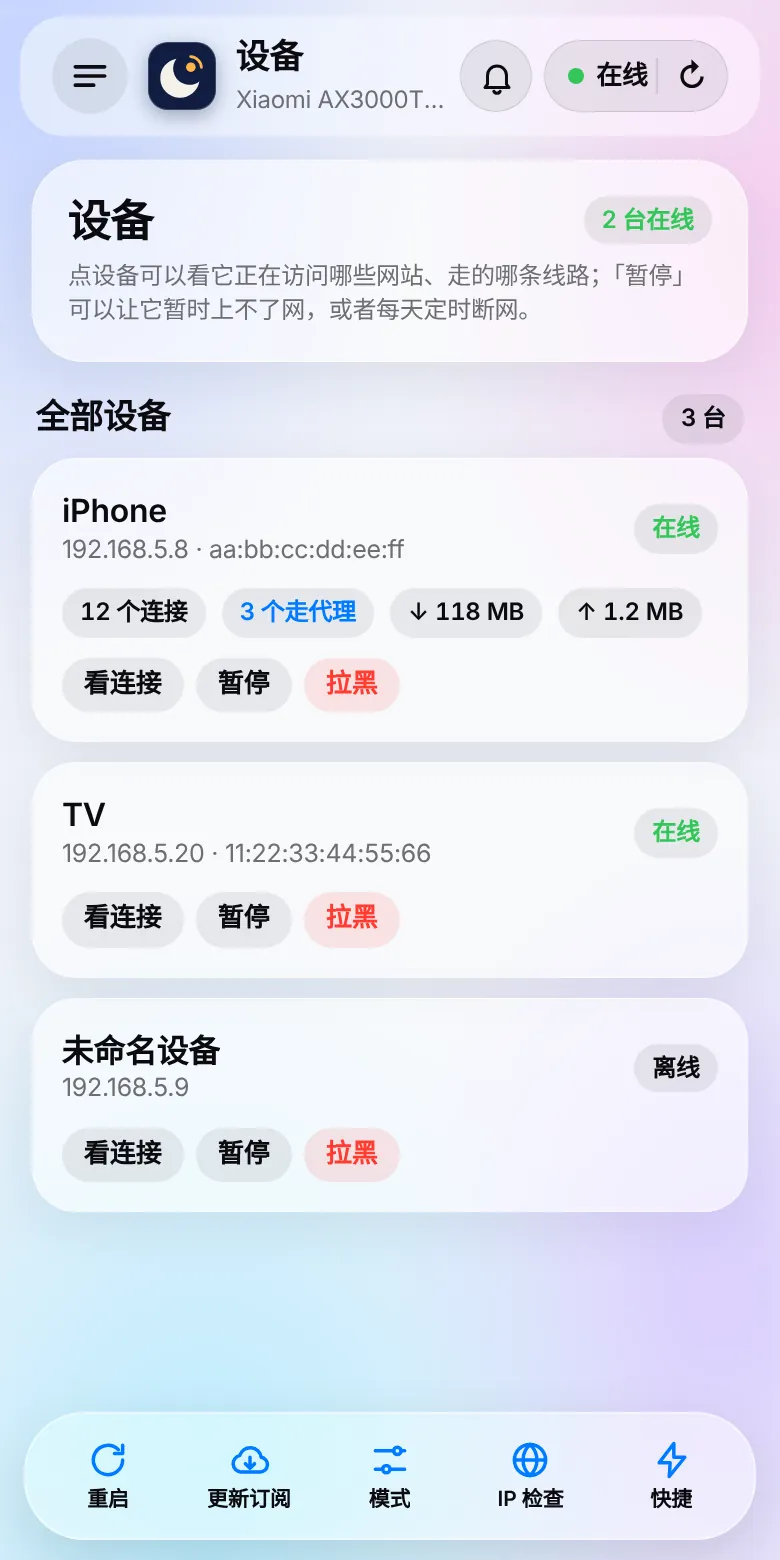 设备
Xiaomi AX3000T...
在线
设备
2 台在线
点设备可以看它正在访问哪些网站、走的哪条线路；「暂停」
可以让它暂时上不了网，或者每天定时断网。
全部设备
3 台
iPhone
192.168.5.8 · aa:bb:cc:dd:ee:ff
在线
12 个连接
3 个走代理
↓ 118 MB
↑ 1.2 MB
看连接
暂停
拉黑
TV
192.168.5.20 · 11:22:33:44:55:66
在线
看连接
暂停
拉黑
未命名设备
192.168.5.9
离线
看连接
暂停
拉黑
重启
更新订阅
模式
IP 检查
快捷